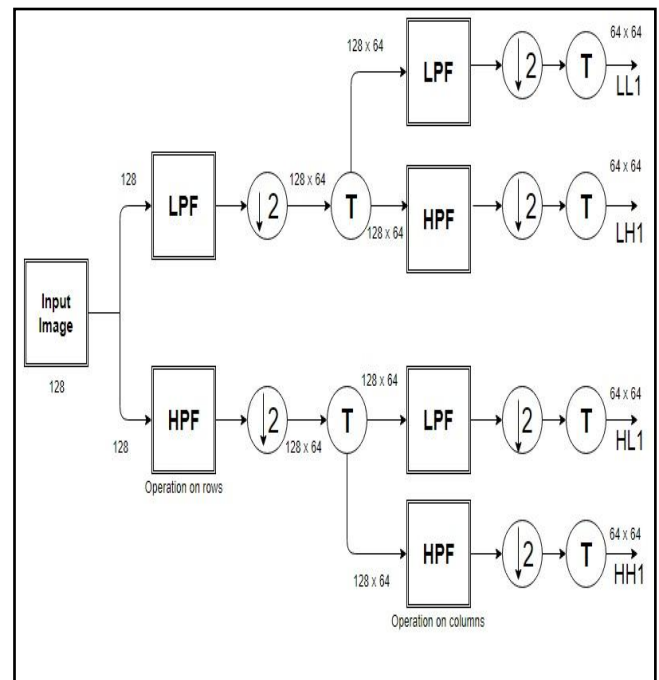 64 x 64
128 x 64
LPF
2
T
LL1
128
128 x 64
64 x 64
LPF
2
T
HPF
2
T
128 x 64
LH1
Input
Image
128
128 x 64
64 x 64
HPF
2
T
LPF
2
T
128
128 x 64
HL1
Operation on rows
64 x 64
HPF
2
T
128 x 64
HH1
Operation on columns